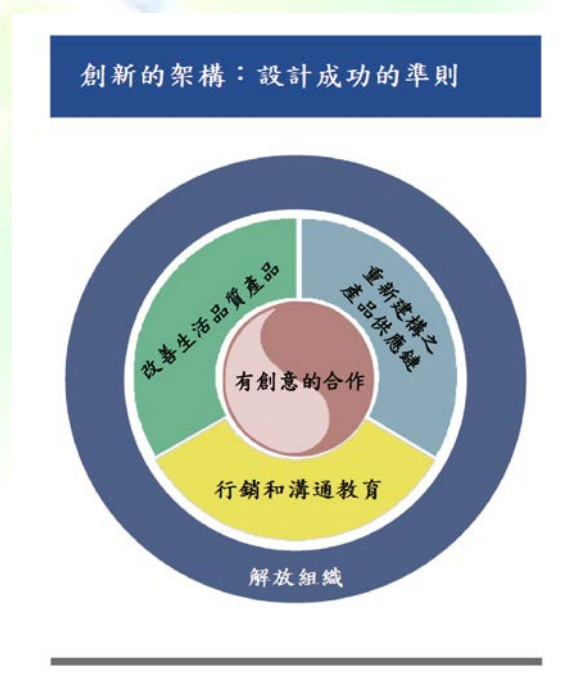 創新的架構：設計成功的準則
改善生活品質產品
重新建構之
產品供應鏈
有創意的合作
行銷和溝通教育
解放組織